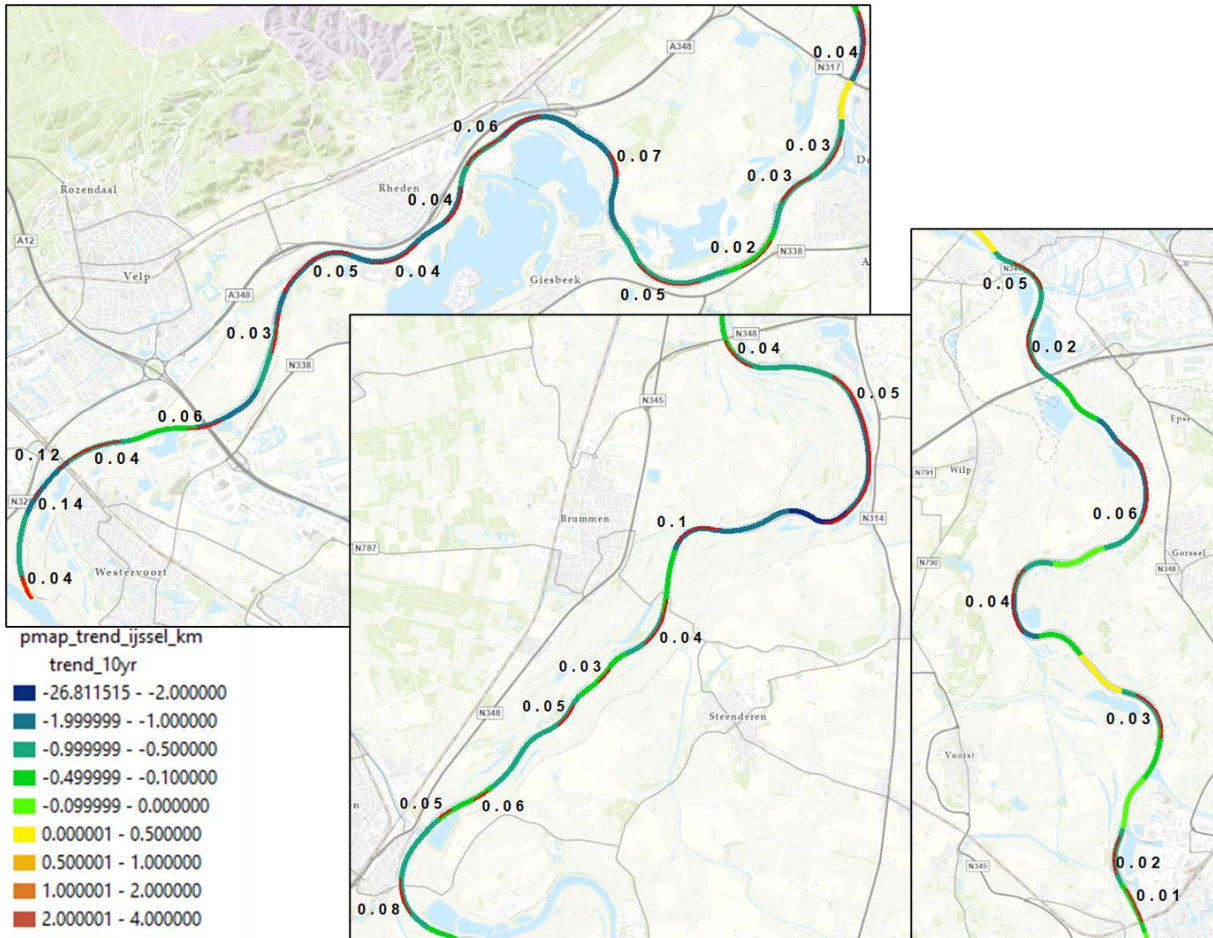 0.04
A348
N317
0.06
0.07
0.03
De
Rozendaal
Rheden
0.04
0.03
A12
Velp
0.02
N338
A348
0.05
0.04
Giesbeek
A
0.05
0.03
N338
0.06
0.12
0.04
0.14
Westervoort
0.04
N348
0.04
N345
0.05
Brummen
0.1
N314
N787
0.04
0.03
0.05
N348
Steenderen
0.05
0.06
en
0.08
0.05
0.02
Epse
N791
Wilp
0.06
Gorssel
N790
N348
0.04
0.03
Voorst
N345
0.02
0.01
pmap_trend_ijssel_km
trend_10yr
-26.811515 - -2.000000
-1.999999 - -1.000000
-0.999999 - -0.500000
-0.499999 - -0.100000
-0.099999 - 0.000000
0.000001 - 0.500000
0.500001 - 1.000000
1.000001 - 2.000000
2.000001 - 4.000000